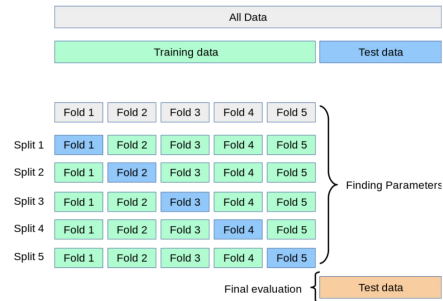 All Data
Training data Test data
Fold 1 Fold 2 Fold 3 Fold 4 Fold 5
Split 1 Fold 1 Fold 2 Fold 3 Fold 4 Fold 5
Split 2 Fold 1 Fold 2 Fold 3 Fold 4 Fold 5
Finding Parameters
Split 3 Fold 1 Fold 2 Fold 3 Fold 4 Fold 5
Split 4 Fold 1 Fold 2 Fold 3 Fold 4 Fold 5
Split 5 Fold 1 Fold 2 Fold 3 Fold 4 Fold 5
Final evaluation Test data